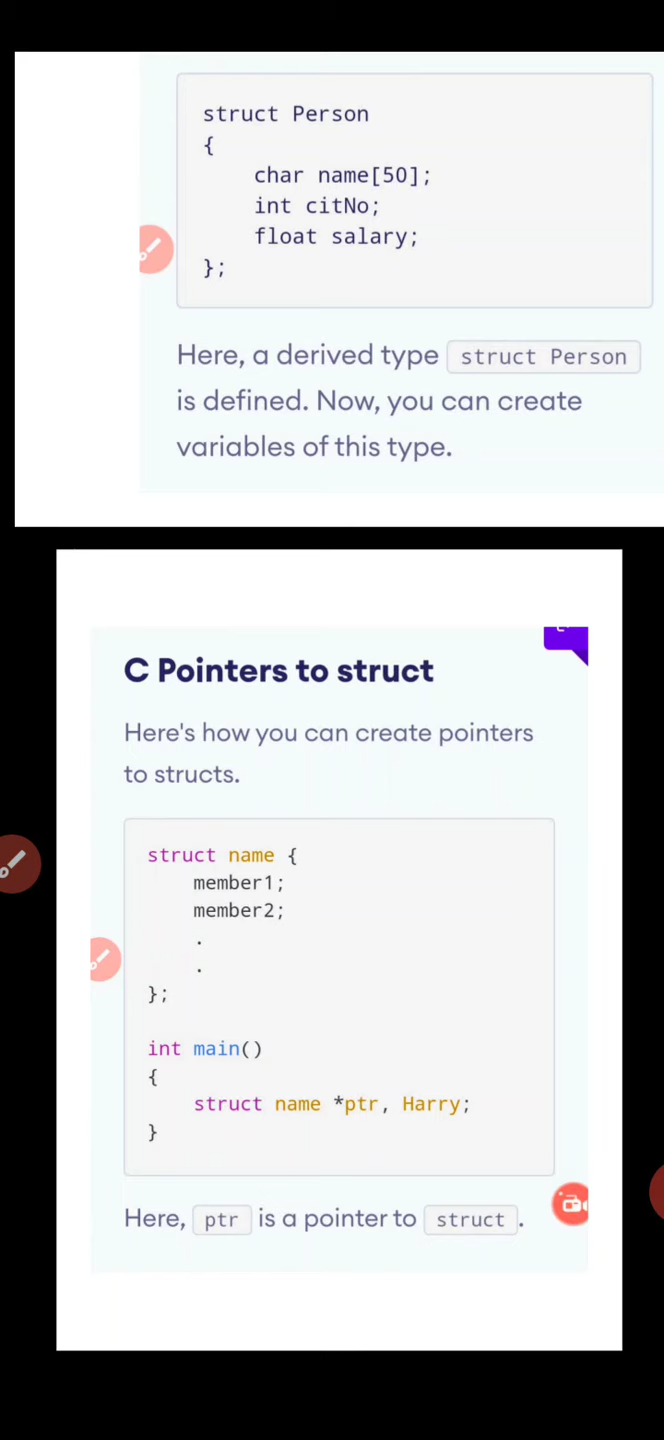 struct Person
{
    char name[50];
    int citNo;
    float salary;
};
Here, a derived type struct Person
is defined. Now, you can create
variables of this type.
C Pointers to struct
Here's how you can create pointers
to structs.
struct name {
    member1;
    member2;
    .
    .
};
int main()
{
    struct name *ptr, Harry;
}
Here, ptr is a pointer to struct.